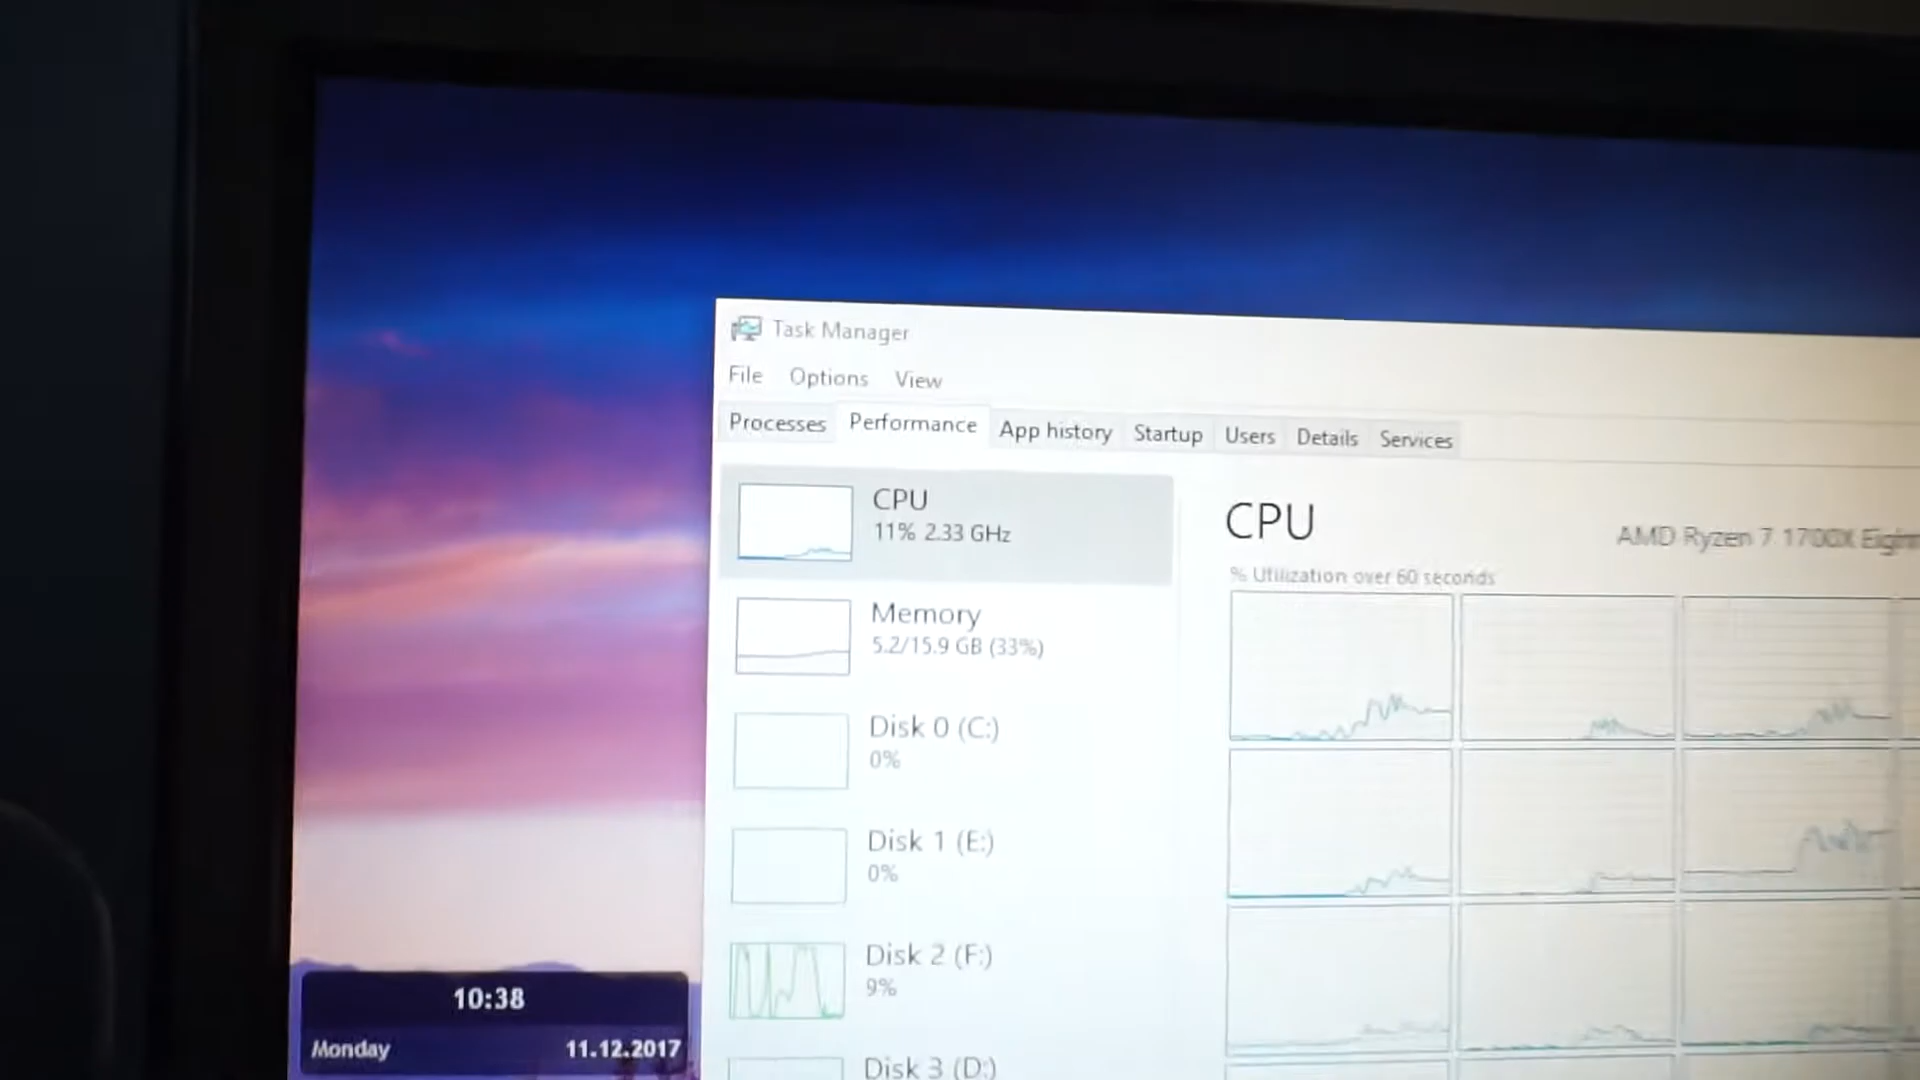 Task Manager
File Options View
Processes Performance App history Startup Users Details Services
CPU
11% 2.33 GHz
Memory
5.2/15.9 GB (33%)
Disk 0 (C:)
0%
Disk 1 (E:)
0%
Disk 2 (F:)
9%
Disk 3 (D:)
CPU
AMD Ryzen 7 1700X
% Utilization over 60 seconds
10:38
Monday 11.12.2017